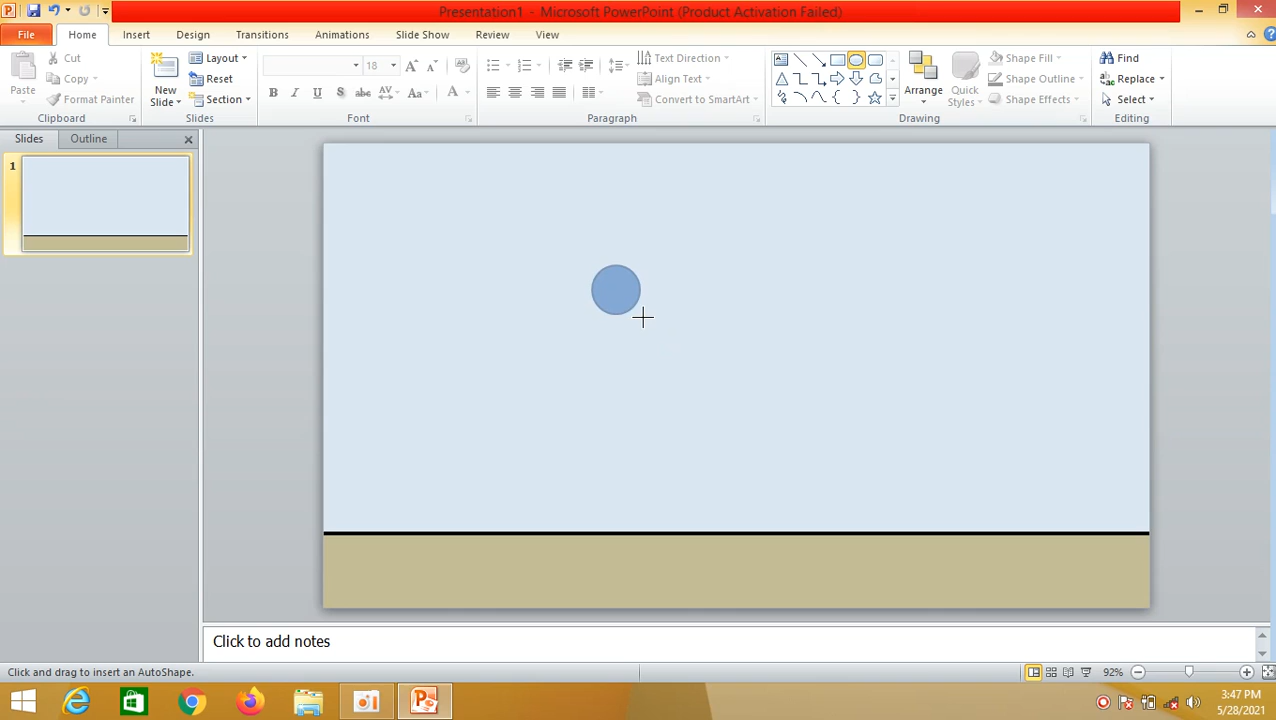 Presentation1 - Microsoft PowerPoint (Product Activation Failed)
File Home Insert Design Transitions Animations Slide Show Review View
Paste
Cut
Copy
Format Painter
Clipboard
New Slide
Layout
Reset
Section
Slides
18
B I U S abc AV Aa A
Font
Text Direction
Align Text
Convert to SmartArt
Paragraph
Arrange
Quick Styles
Shape Fill
Shape Outline
Shape Effects
Drawing
Find
Replace
Select
Editing
Slides Outline
1
Click to add notes
Click and drag to insert an AutoShape.
92%
3:47 PM
5/28/2021